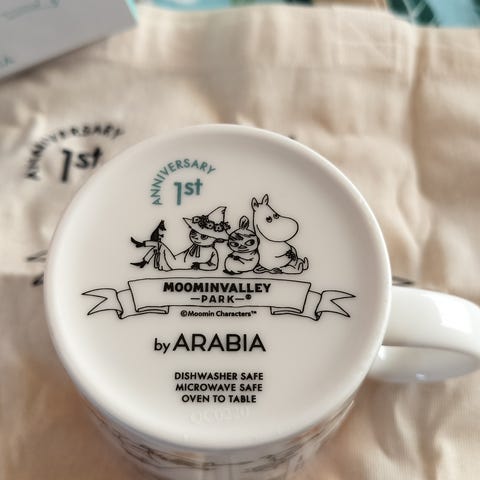 ANNIVERSARY
1st
ANNIVERSARY
1st
MOOMINVALLEY
—PARK—®
©Moomin Characters™
by ARABIA
DISHWASHER SAFE
MICROWAVE SAFE
OVEN TO TABLE